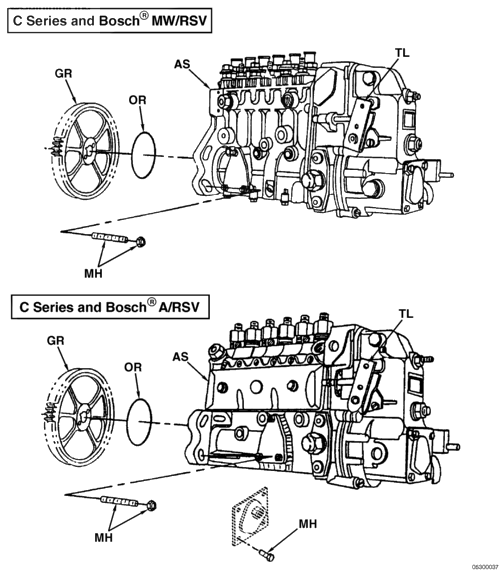 C Series and Bosch® MW/RSV
GR
OR
AS
TL
MH
C Series and Bosch® A/RSV
GR
OR
AS
TL
MH
MH
05300037